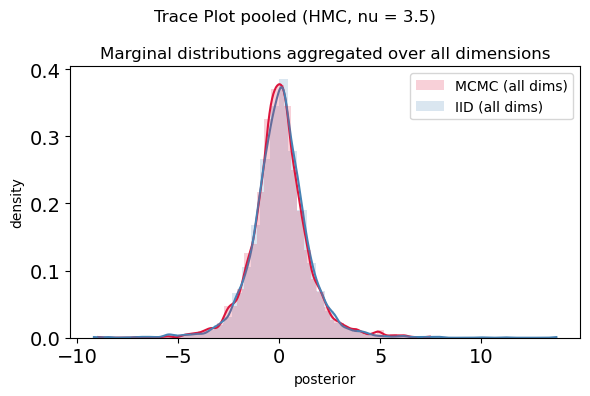 Trace Plot pooled (HMC, nu = 3.5)
Marginal distributions aggregated over all dimensions
MCMC (all dims)
IID (all dims)
density
0.4
0.3
0.2
0.1
0.0
−10
−5
0
5
10
posterior